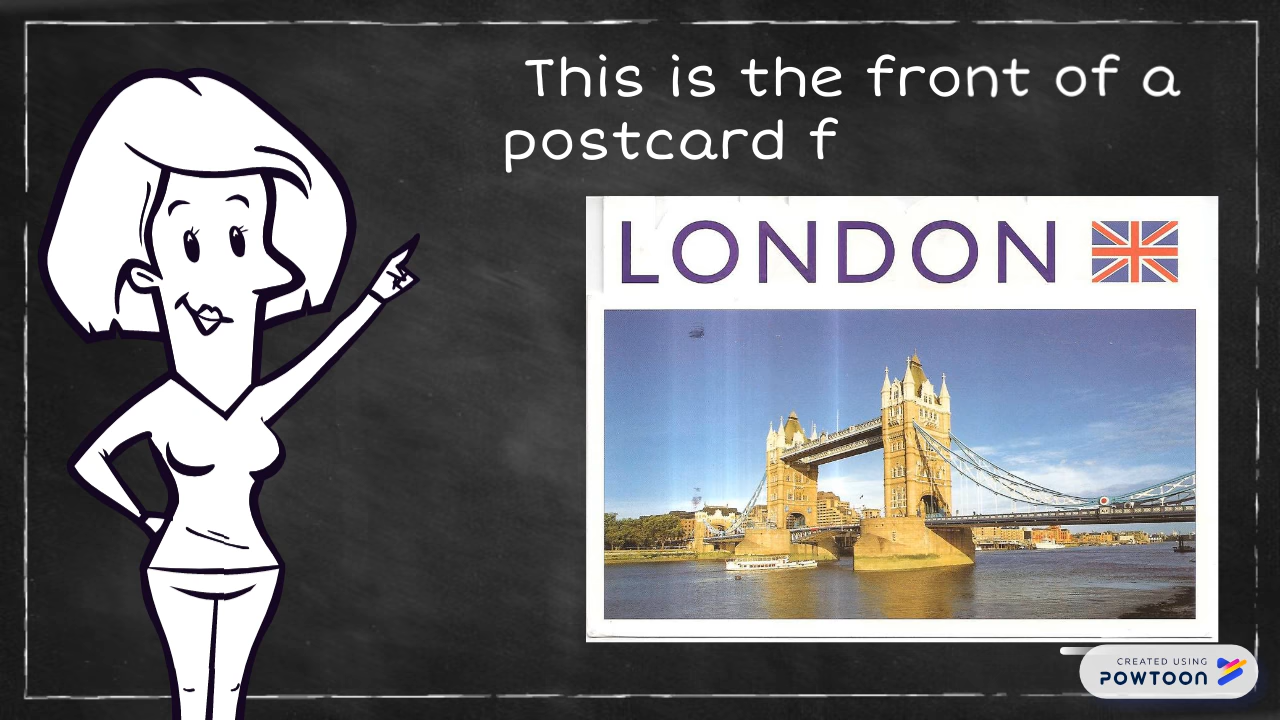 This is the front of a
postcard f
LONDON
CREATED USING
POWTOON